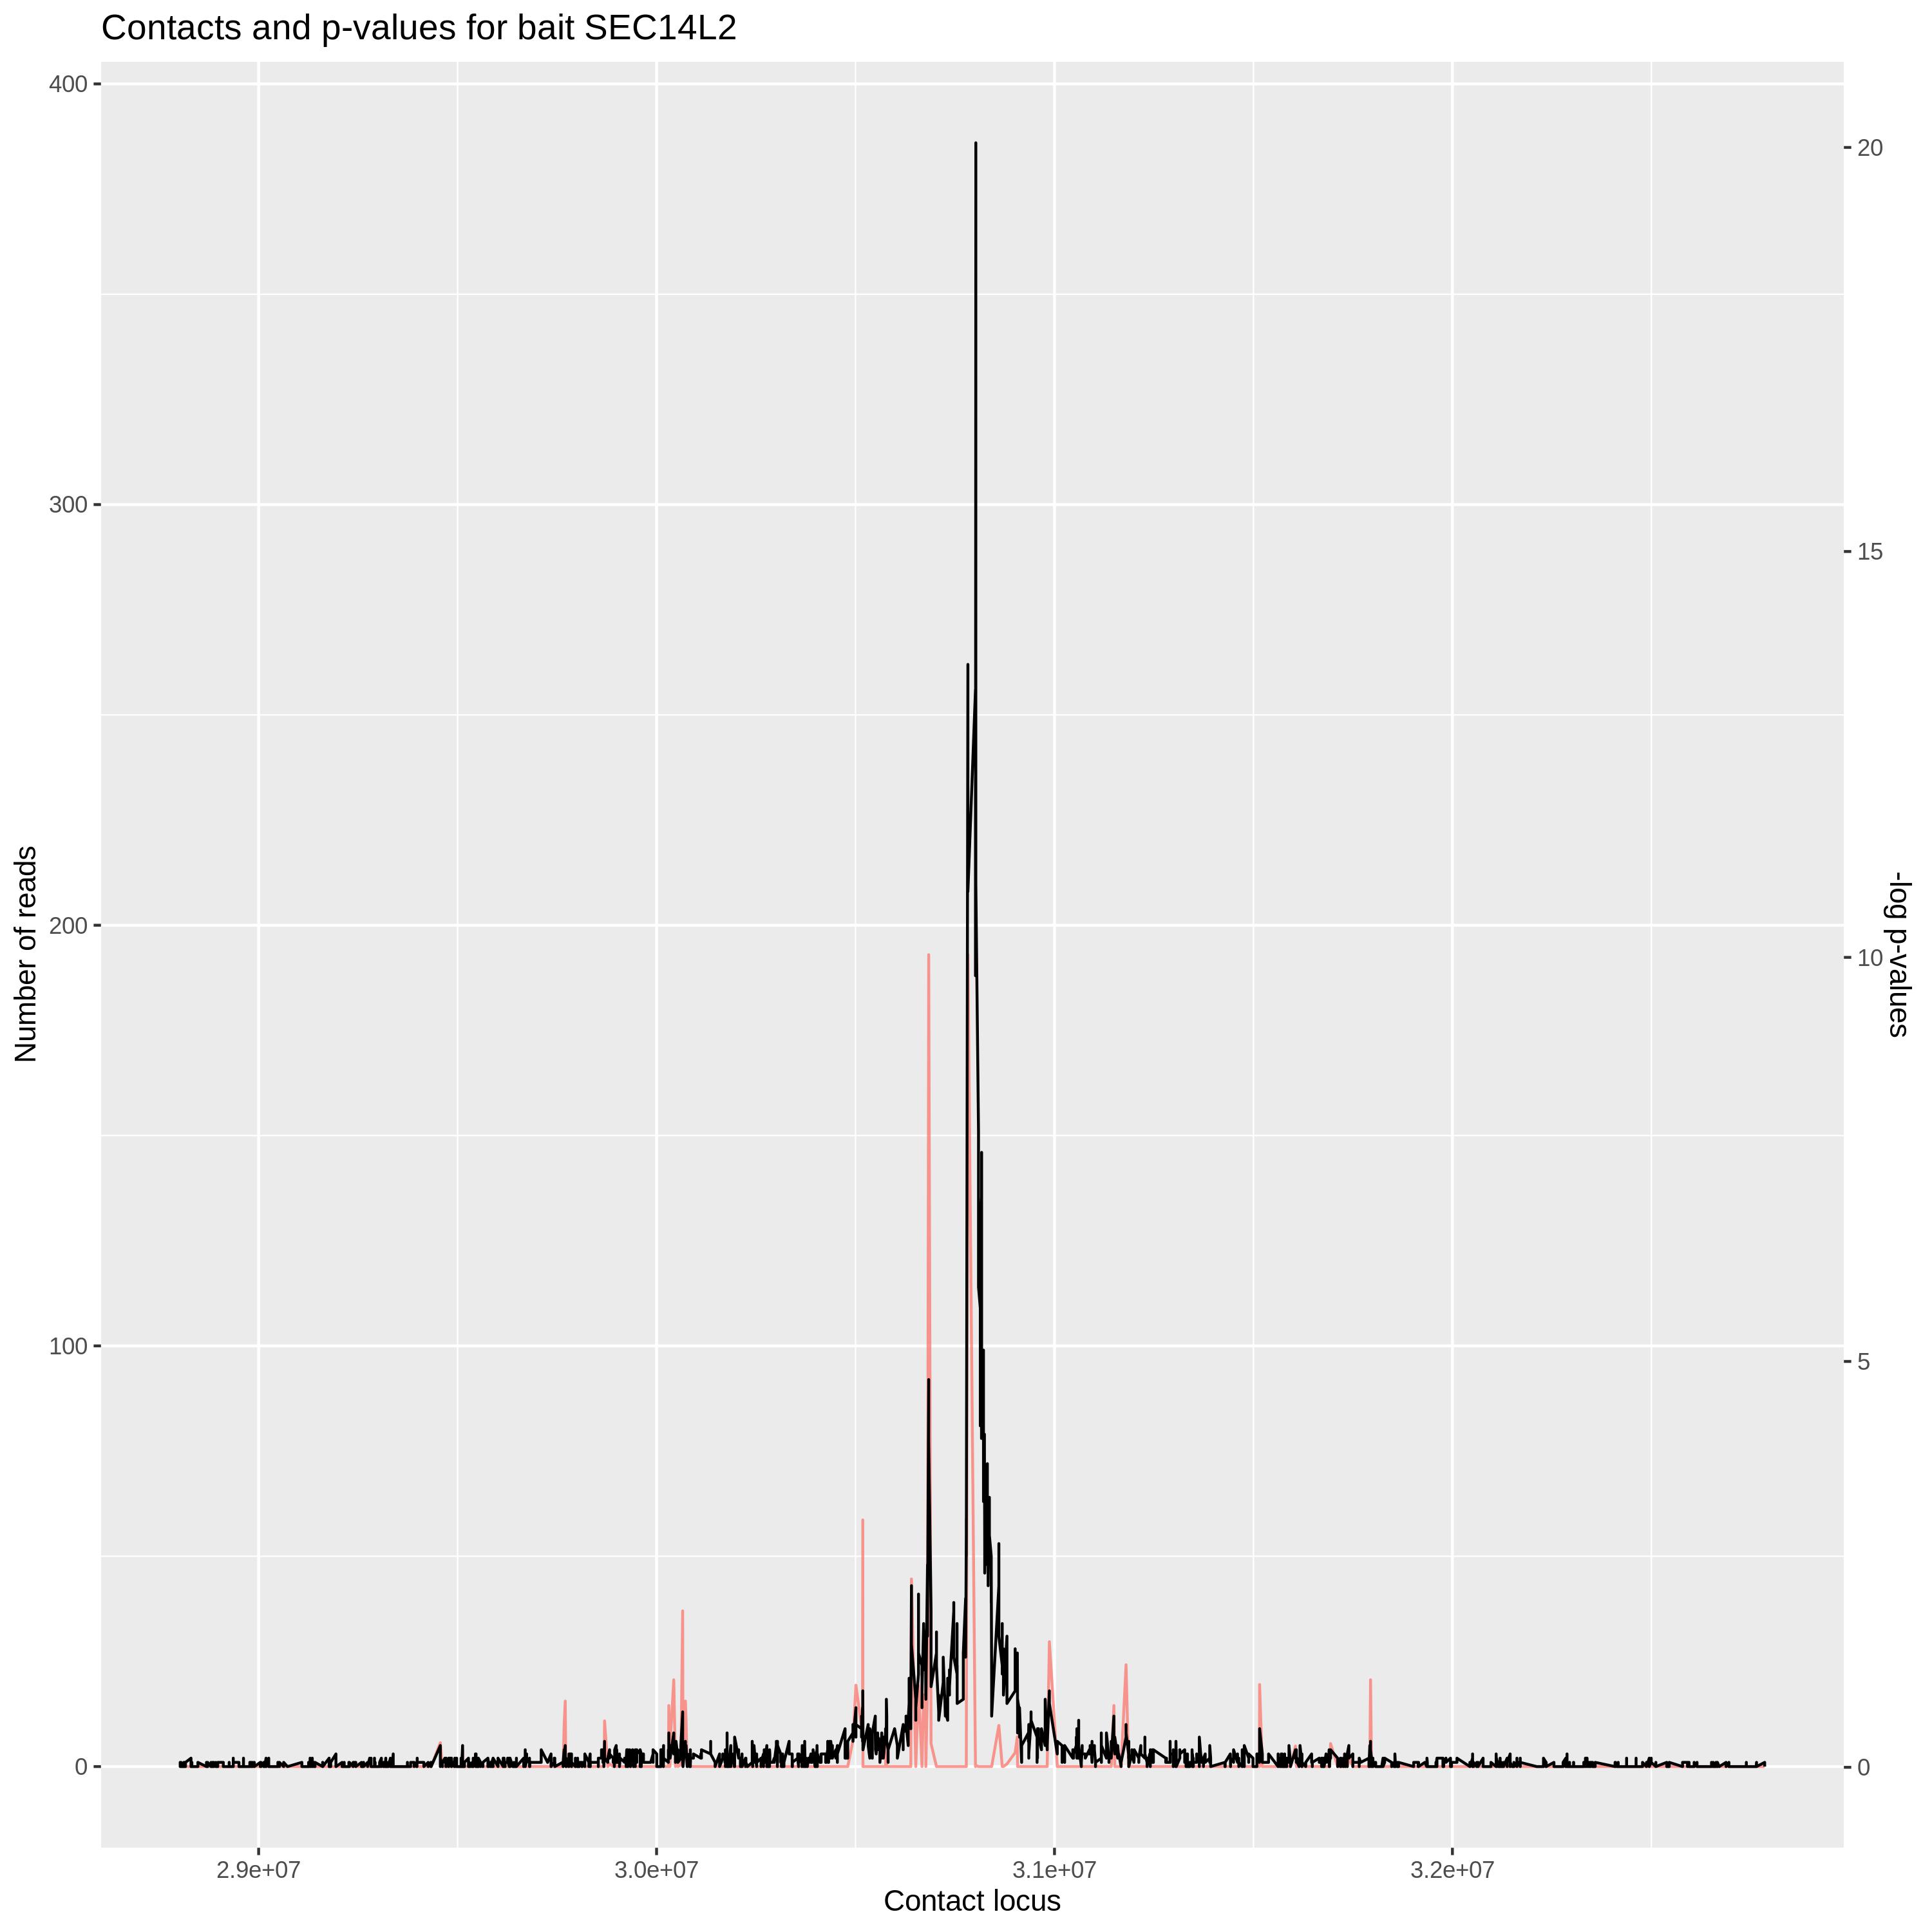 Contacts and p-values for bait SEC14L2
400
300
200
100
0
Number of reads
20
15
10
5
0
-log p-values
2.9e+07
3.0e+07
3.1e+07
3.2e+07
Contact locus